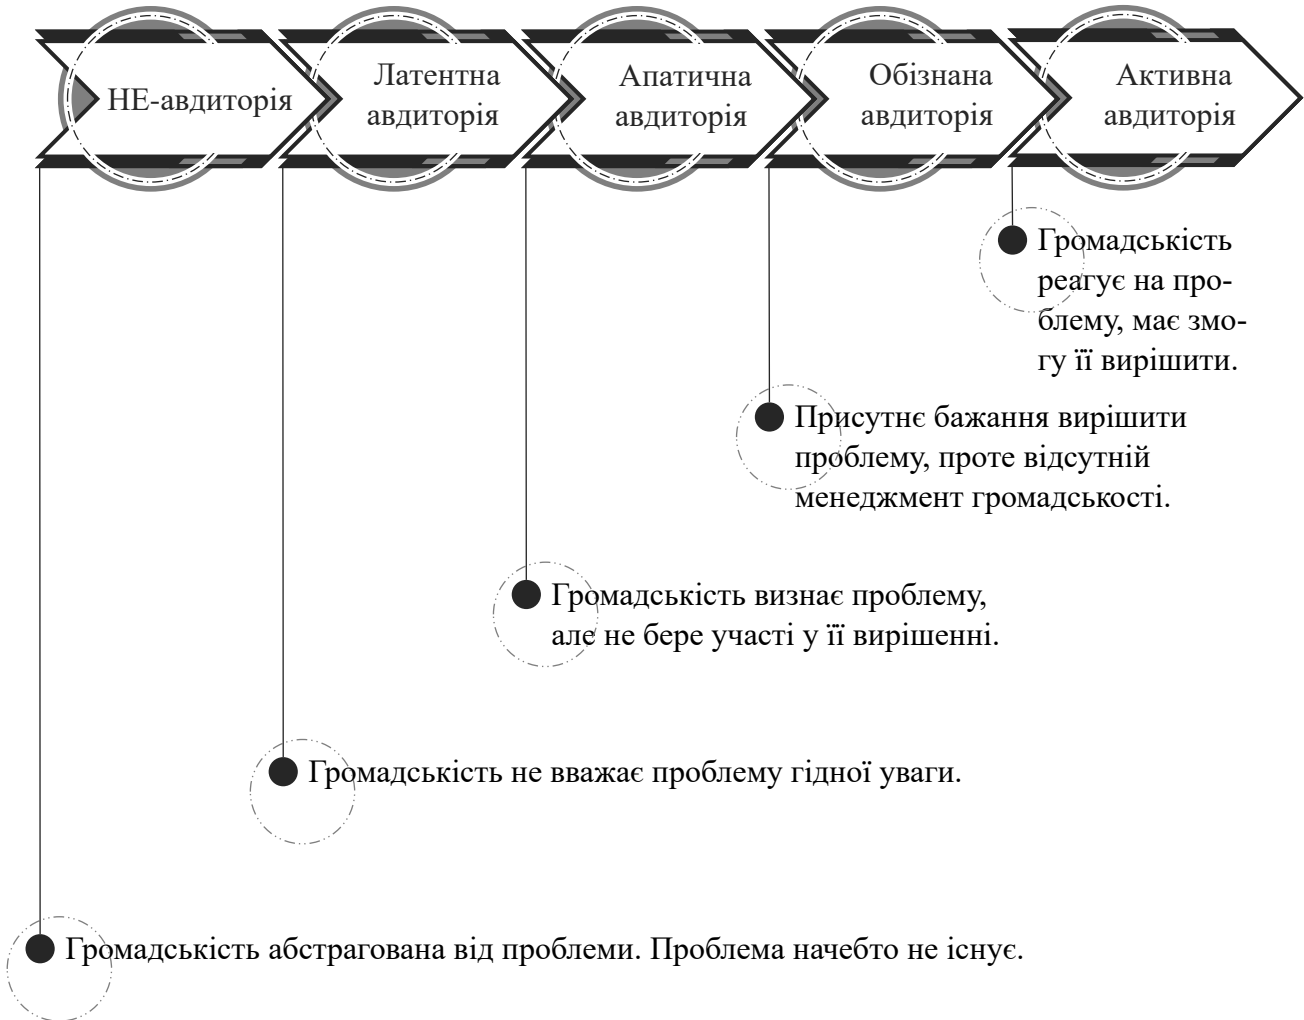 НЕ-авдиторія
Латентна
авдиторія
Апатична
авдиторія
Обізнана
авдиторія
Активна
авдиторія
Громадськість
реагує на про-
блему, має змо-
гу її вирішити.
Присутнє бажання вирішити
проблему, проте відсутній
менеджмент громадськості.
Громадськість визнає проблему,
але не бере участі у її вирішенні.
Громадськість не вважає проблему гідної уваги.
Громадськість абстрагована від проблеми. Проблема начебто не існує.